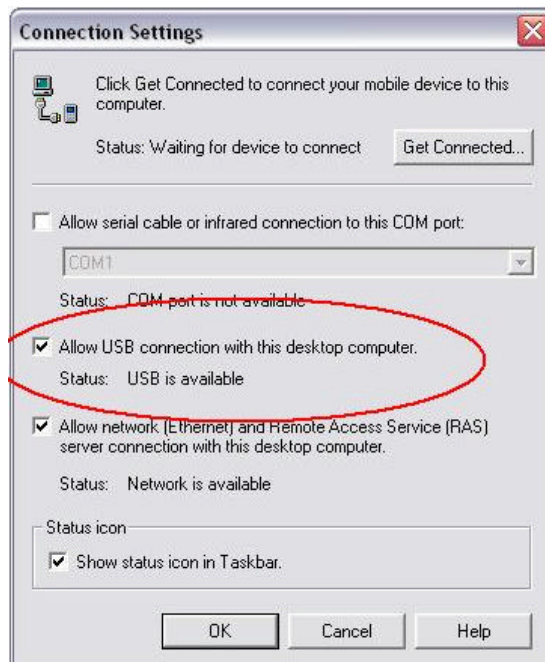 Connection Settings
Click Get Connected to connect your mobile device to this
computer.
Status: Waiting for device to connect
Get Connected...
Allow serial cable or infrared connection to this COM port:
COM1
Status: COM port is not available
Allow USB connection with this desktop computer.
Status: USB is available
Allow network (Ethernet) and Remote Access Service (RAS)
server connection with this desktop computer.
Status: Network is available
Status icon
Show status icon in Taskbar.
OK Cancel Help